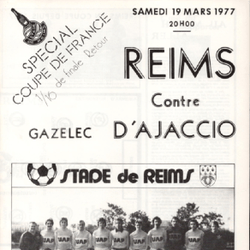 SAMEDI 19 MARS 1977
20H00
SPECIAL
COUPE DE FRANCE
1/16 de finale Retour
REIMS
Contre
GAZELEC D'AJACCIO
STADE de REIMS